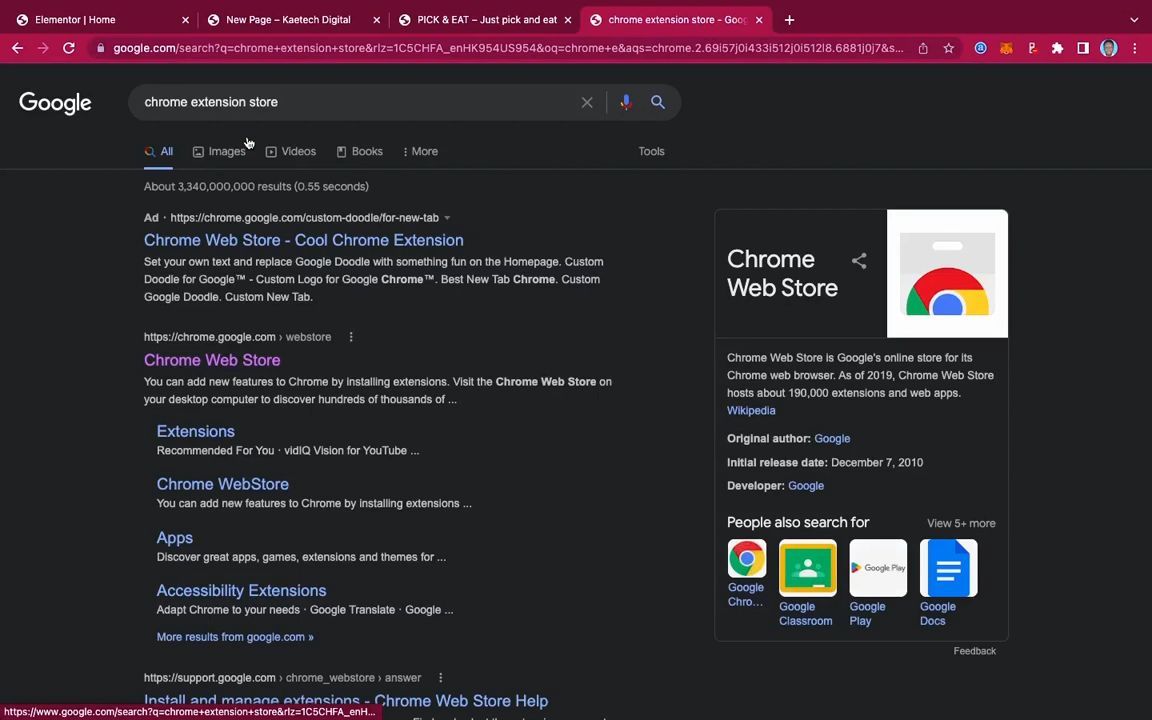 Elementor | Home
New Page – Kaetech Digital
PICK & EAT – Just pick and eat
chrome extension store - Goo
google.com/search?q=chrome+extension+store&rlz=1C5CHFA_enHK954US954&oq=chrome+e&aqs=chrome.2.69i57j0i433i512j0i512l8.6881j0j7&s...
Google
chrome extension store
All
Images
Videos
Books
More
Tools
About 3,340,000,000 results (0.55 seconds)
Ad · https://chrome.google.com/custom-doodle/for-new-tab
Chrome Web Store - Cool Chrome Extension
Set your own text and replace Google Doodle with something fun on the Homepage. Custom
Doodle for Google™ - Custom Logo for Google Chrome™. Best New Tab Chrome. Custom
Google Doodle. Custom New Tab.
https://chrome.google.com › webstore
Chrome Web Store
You can add new features to Chrome by installing extensions. Visit the Chrome Web Store on
your desktop computer to discover hundreds of thousands of ...
Extensions
Recommended For You · vidIQ Vision for YouTube ...
Chrome WebStore
You can add new features to Chrome by installing extensions ...
Apps
Discover great apps, games, extensions and themes for ...
Accessibility Extensions
Adapt Chrome to your needs · Google Translate · Google ...
More results from google.com »
https://support.google.com › chrome_webstore › answer
Install and manage extensions - Chrome Web Store Help
https://www.google.com/search?q=chrome+extension+store&rlz=1C5CHFA_enH...
Chrome
Web Store
Chrome Web Store is Google's online store for its
Chrome web browser. As of 2019, Chrome Web Store
hosts about 190,000 extensions and web apps.
Wikipedia
Original author: Google
Initial release date: December 7, 2010
Developer: Google
People also search for
View 5+ more
Google Play
Google
Chro...
Google
Classroom
Google
Play
Google
Docs
Feedback